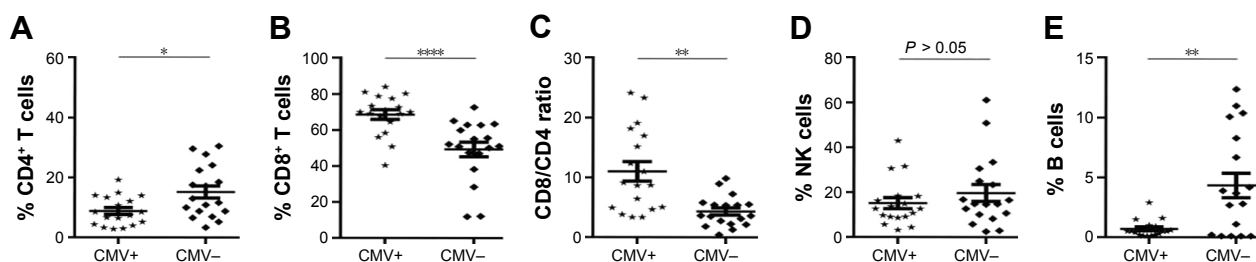 A
% CD4⁺ T cells
60
40
20
0
*
CMV+ CMV–
B
% CD8⁺ T cells
100
80
60
40
20
0
****
CMV+ CMV–
C
CD8/CD4 ratio
30
20
10
0
**
CMV+ CMV–
D
% NK cells
80
60
40
20
0
P > 0.05
CMV+ CMV–
E
% B cells
15
10
5
0
**
CMV+ CMV–